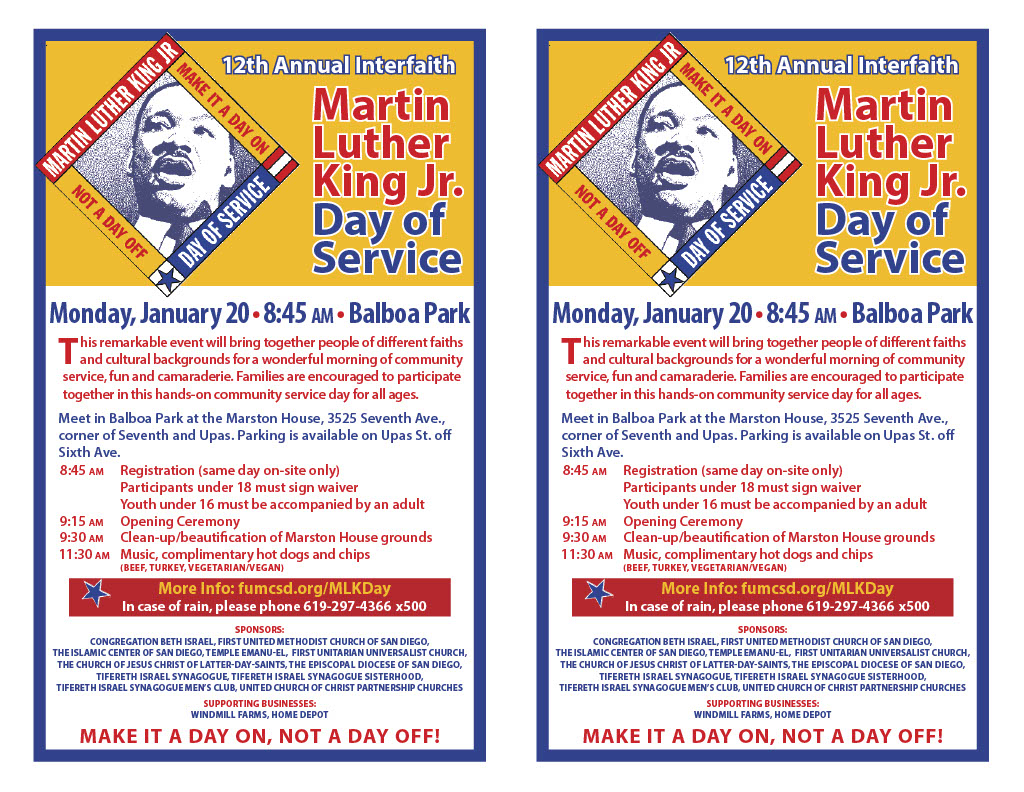 MARTIN LUTHER KING JR
MAKE IT A DAY ON
NOT A DAY OFF
DAY OF SERVICE
12th Annual Interfaith
Martin
Luther
King Jr.
Day of
Service
Monday, January 20 • 8:45 AM • Balboa Park
This remarkable event will bring together people of different faiths
and cultural backgrounds for a wonderful morning of community
service, fun and camaraderie. Families are encouraged to participate
together in this hands-on community service day for all ages.
Meet in Balboa Park at the Marston House, 3525 Seventh Ave.,
corner of Seventh and Upas. Parking is available on Upas St. off
Sixth Ave.
8:45 AM Registration (same day on-site only)
Participants under 18 must sign waiver
Youth under 16 must be accompanied by an adult
9:15 AM Opening Ceremony
9:30 AM Clean-up/beautification of Marston House grounds
11:30 AM Music, complimentary hot dogs and chips
(BEEF, TURKEY, VEGETARIAN/VEGAN)
More Info: fumcsd.org/MLKDay
In case of rain, please phone 619-297-4366 x500
SPONSORS:
CONGREGATION BETH ISRAEL, FIRST UNITED METHODIST CHURCH OF SAN DIEGO,
THE ISLAMIC CENTER OF SAN DIEGO, TEMPLE EMANU-EL, FIRST UNITARIAN UNIVERSALIST CHURCH,
THE CHURCH OF JESUS CHRIST OF LATTER-DAY-SAINTS, THE EPISCOPAL DIOCESE OF SAN DIEGO,
TIFERETH ISRAEL SYNAGOGUE, TIFERETH ISRAEL SYNAGOGUE SISTERHOOD,
TIFERETH ISRAEL SYNAGOGUE MEN'S CLUB, UNITED CHURCH OF CHRIST PARTNERSHIP CHURCHES
SUPPORTING BUSINESSES:
WINDMILL FARMS, HOME DEPOT
MAKE IT A DAY ON, NOT A DAY OFF!
MARTIN LUTHER KING JR
MAKE IT A DAY ON
NOT A DAY OFF
DAY OF SERVICE
12th Annual Interfaith
Martin
Luther
King Jr.
Day of
Service
Monday, January 20 • 8:45 AM • Balboa Park
This remarkable event will bring together people of different faiths
and cultural backgrounds for a wonderful morning of community
service, fun and camaraderie. Families are encouraged to participate
together in this hands-on community service day for all ages.
Meet in Balboa Park at the Marston House, 3525 Seventh Ave.,
corner of Seventh and Upas. Parking is available on Upas St. off
Sixth Ave.
8:45 AM Registration (same day on-site only)
Participants under 18 must sign waiver
Youth under 16 must be accompanied by an adult
9:15 AM Opening Ceremony
9:30 AM Clean-up/beautification of Marston House grounds
11:30 AM Music, complimentary hot dogs and chips
(BEEF, TURKEY, VEGETARIAN/VEGAN)
More Info: fumcsd.org/MLKDay
In case of rain, please phone 619-297-4366 x500
SPONSORS:
CONGREGATION BETH ISRAEL, FIRST UNITED METHODIST CHURCH OF SAN DIEGO,
THE ISLAMIC CENTER OF SAN DIEGO, TEMPLE EMANU-EL, FIRST UNITARIAN UNIVERSALIST CHURCH,
THE CHURCH OF JESUS CHRIST OF LATTER-DAY-SAINTS, THE EPISCOPAL DIOCESE OF SAN DIEGO,
TIFERETH ISRAEL SYNAGOGUE, TIFERETH ISRAEL SYNAGOGUE SISTERHOOD,
TIFERETH ISRAEL SYNAGOGUE MEN'S CLUB, UNITED CHURCH OF CHRIST PARTNERSHIP CHURCHES
SUPPORTING BUSINESSES:
WINDMILL FARMS, HOME DEPOT
MAKE IT A DAY ON, NOT A DAY OFF!